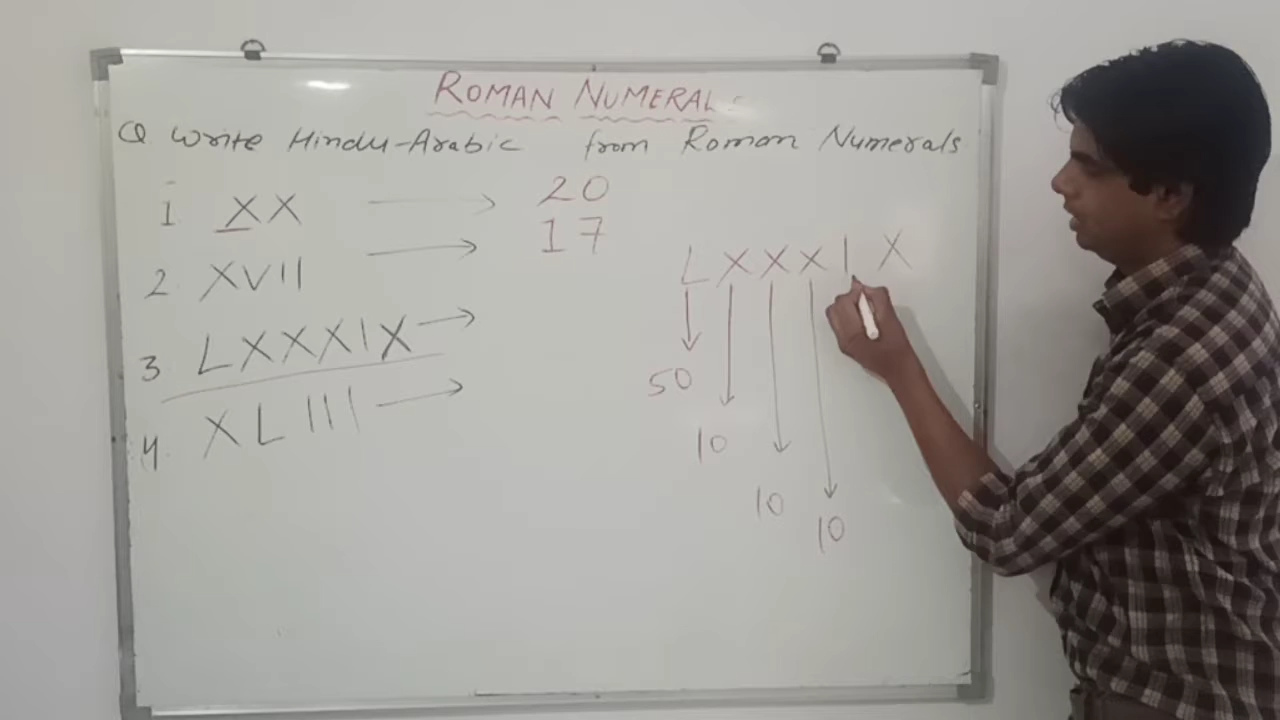 ROMAN NUMERAL:
Q Write Hindu-Arabic from Roman Numerals
1 XX → 20
2. XVII → 17
3 LXXXIX →
4. XLIII →
LXXXIX
50
10
10
10